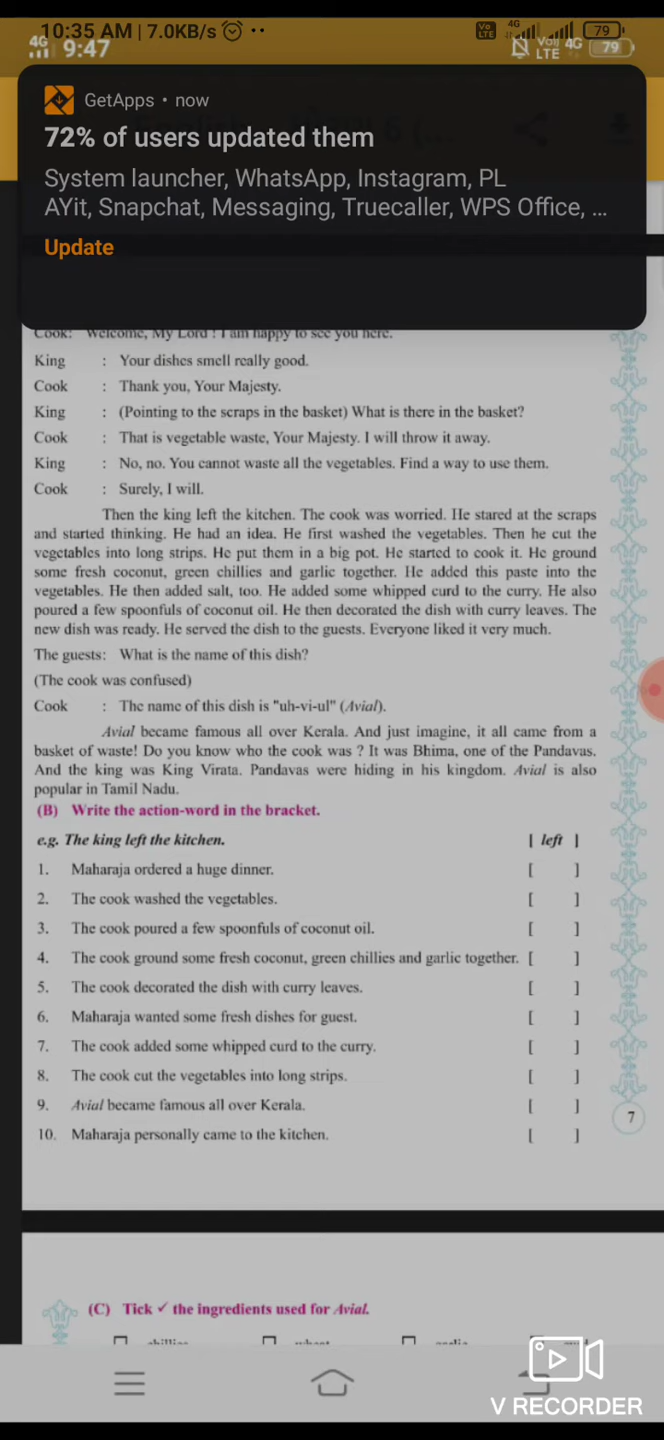 10:35 AM | 7.0KB/s
4G 79
4G 9:47
VoLTE 4G 79
GetApps • now
72% of users updated them
System launcher, WhatsApp, Instagram, PL
AYit, Snapchat, Messaging, Truecaller, WPS Office, ...
Update
Cook: Welcome, My Lord ! I am happy to see you here.
King : Your dishes smell really good.
Cook : Thank you, Your Majesty.
King : (Pointing to the scraps in the basket) What is there in the basket?
Cook : That is vegetable waste, Your Majesty. I will throw it away.
King : No, no. You cannot waste all the vegetables. Find a way to use them.
Cook : Surely, I will.
Then the king left the kitchen. The cook was worried. He stared at the scraps
and started thinking. He had an idea. He first washed the vegetables. Then he cut the
vegetables into long strips. He put them in a big pot. He started to cook it. He ground
some fresh coconut, green chillies and garlic together. He added this paste into the
vegetables. He then added salt, too. He added some whipped curd to the curry. He also
poured a few spoonfuls of coconut oil. He then decorated the dish with curry leaves. The
new dish was ready. He served the dish to the guests. Everyone liked it very much.
The guests: What is the name of this dish?
(The cook was confused)
Cook : The name of this dish is "uh-vi-ul" (Avial).
Avial became famous all over Kerala. And just imagine, it all came from a
basket of waste! Do you know who the cook was ? It was Bhima, one of the Pandavas.
And the king was King Virata. Pandavas were hiding in his kingdom. Avial is also
popular in Tamil Nadu.
(B) Write the action-word in the bracket.
e.g. The king left the kitchen. [ left ]
1. Maharaja ordered a huge dinner. [ ]
2. The cook washed the vegetables. [ ]
3. The cook poured a few spoonfuls of coconut oil. [ ]
4. The cook ground some fresh coconut, green chillies and garlic together. [ ]
5. The cook decorated the dish with curry leaves. [ ]
6. Maharaja wanted some fresh dishes for guest. [ ]
7. The cook added some whipped curd to the curry. [ ]
8. The cook cut the vegetables into long strips. [ ]
9. Avial became famous all over Kerala. [ ]
10. Maharaja personally came to the kitchen. [ ]
7
(C) Tick ✓ the ingredients used for Avial.
V RECORDER